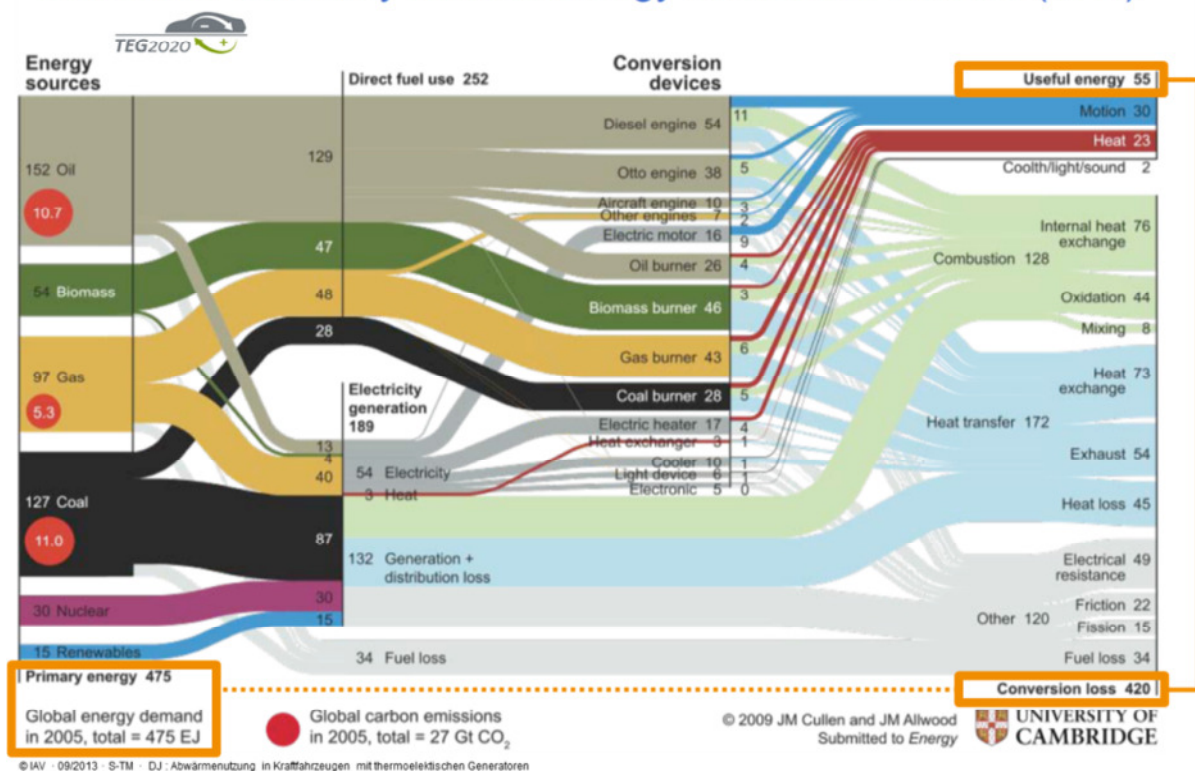 TEG2020
Energy
sources
Direct fuel use 252
Conversion
devices
Useful energy 55
152 Oil
10.7
54 Biomass
97 Gas
5.3
127 Coal
11.0
30 Nuclear
15 Renewables
Primary energy 475
129
47
48
28
Electricity
generation
189
13
4
40
87
30
15
54 Electricity
3 Heat
132 Generation +
distribution loss
34 Fuel loss
Diesel engine 54
Otto engine 38
Aircraft engine 10
Other engines 7
Electric motor 16
Oil burner 26
Biomass burner 46
Gas burner 43
Coal burner 28
Electric heater 17
Heat exchanger 3
Cooler 10
Light device 6
Electronic 5
11
5
3
2
9
4
3
6
5
4
1
1
1
0
Motion 30
Heat 23
Coolth/light/sound 2
Combustion 128
Internal heat
exchange 76
Oxidation 44
Mixing 8
Heat transfer 172
Heat
exchange 73
Exhaust 54
Heat loss 45
Other 120
Electrical
resistance 49
Friction 22
Fission 15
Fuel loss 34
Conversion loss 420
Global energy demand
in 2005, total = 475 EJ
Global carbon emissions
in 2005, total = 27 Gt CO₂
© 2009 JM Cullen and JM Allwood
Submitted to Energy
UNIVERSITY OF
CAMBRIDGE
© IAV · 09/2013 · S-TM · DJ : Abwärmenutzung in Kraftfahrzeugen mit thermoelektischen Generatoren